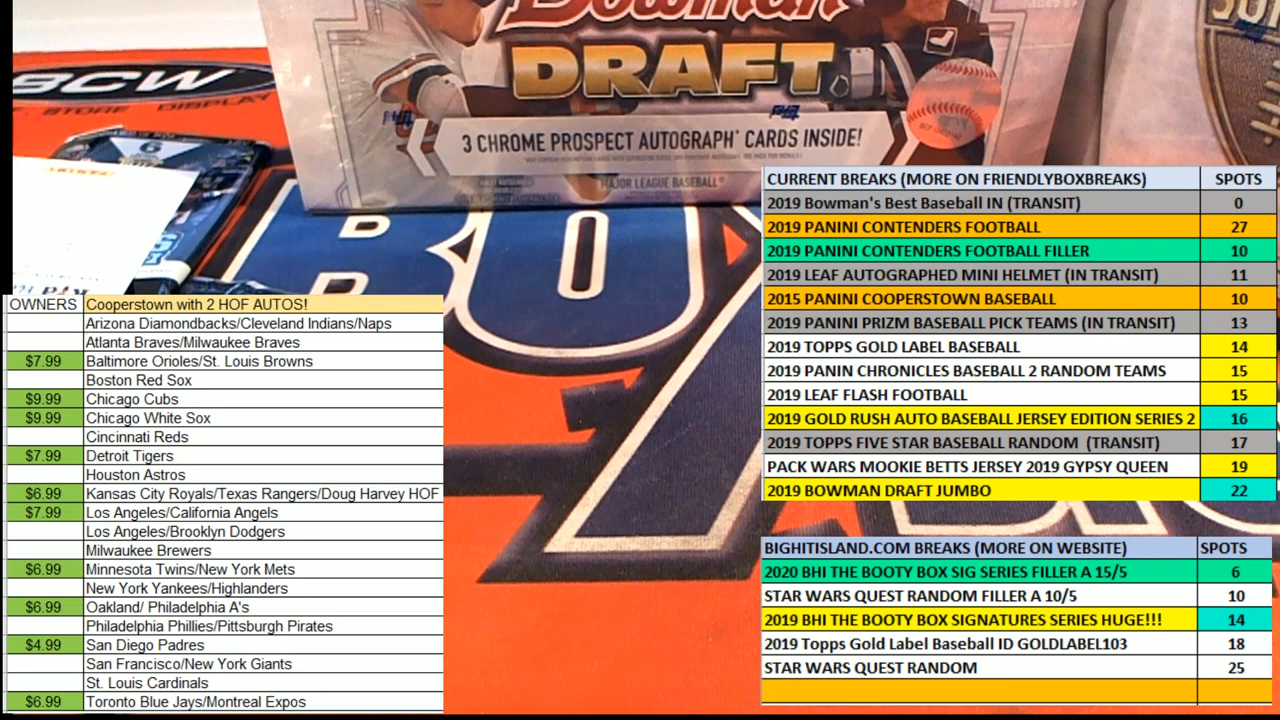 Bowman
DRAFT
3 CHROME PROSPECT AUTOGRAPH* CARDS INSIDE!
MAJOR LEAGUE BASEBALL
BCW
STORE DISPLAY
6
CURRENT BREAKS (MORE ON FRIENDLYBOXBREAKS) SPOTS
2019 Bowman's Best Baseball IN (TRANSIT) 0
2019 PANINI CONTENDERS FOOTBALL 27
2019 PANINI CONTENDERS FOOTBALL FILLER 10
2019 LEAF AUTOGRAPHED MINI HELMET (IN TRANSIT) 11
2015 PANINI COOPERSTOWN BASEBALL 10
2019 PANINI PRIZM BASEBALL PICK TEAMS (IN TRANSIT) 13
2019 TOPPS GOLD LABEL BASEBALL 14
2019 PANIN CHRONICLES BASEBALL 2 RANDOM TEAMS 15
2019 LEAF FLASH FOOTBALL 15
2019 GOLD RUSH AUTO BASEBALL JERSEY EDITION SERIES 2 16
2019 TOPPS FIVE STAR BASEBALL RANDOM (TRANSIT) 17
PACK WARS MOOKIE BETTS JERSEY 2019 GYPSY QUEEN 19
2019 BOWMAN DRAFT JUMBO 22
OWNERS Cooperstown with 2 HOF AUTOS!
Arizona Diamondbacks/Cleveland Indians/Naps
Atlanta Braves/Milwaukee Braves
$7.99 Baltimore Orioles/St. Louis Browns
Boston Red Sox
$9.99 Chicago Cubs
$9.99 Chicago White Sox
Cincinnati Reds
$7.99 Detroit Tigers
Houston Astros
$6.99 Kansas City Royals/Texas Rangers/Doug Harvey HOF
$7.99 Los Angeles/California Angels
Los Angeles/Brooklyn Dodgers
Milwaukee Brewers
$6.99 Minnesota Twins/New York Mets
New York Yankees/Highlanders
$6.99 Oakland/ Philadelphia A's
Philadelphia Phillies/Pittsburgh Pirates
$4.99 San Diego Padres
San Francisco/New York Giants
St. Louis Cardinals
$6.99 Toronto Blue Jays/Montreal Expos
BIGHITISLAND.COM BREAKS (MORE ON WEBSITE) SPOTS
2020 BHI THE BOOTY BOX SIG SERIES FILLER A 15/5 6
STAR WARS QUEST RANDOM FILLER A 10/5 10
2019 BHI THE BOOTY BOX SIGNATURES SERIES HUGE!!! 14
2019 Topps Gold Label Baseball ID GOLDLABEL103 18
STAR WARS QUEST RANDOM 25